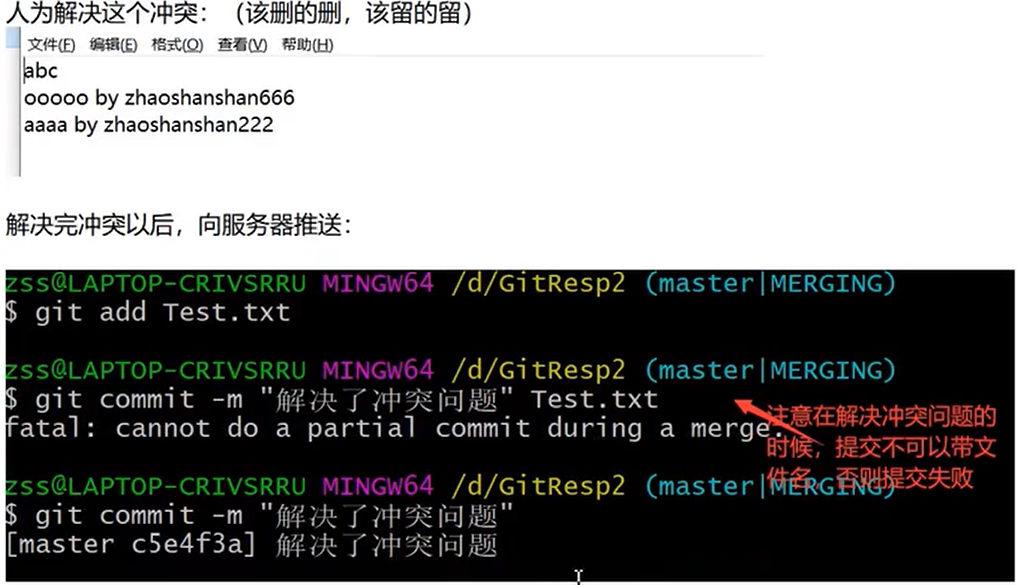 人为解决这个冲突：（该删的删，该留的留）
文件(F) 编辑(E) 格式(O) 查看(V) 帮助(H)
abc
ooooo by zhaoshanshan666
aaaa by zhaoshanshan222
解决完冲突以后，向服务器推送：
zss@LAPTOP-CRIVSRRU MINGW64 /d/GitResp2 (master|MERGING)
$ git add Test.txt
zss@LAPTOP-CRIVSRRU MINGW64 /d/GitResp2 (master|MERGING)
$ git commit -m "解决了冲突问题" Test.txt
fatal: cannot do a partial commit during a merge.
注意在解决冲突问题的
时候，提交不可以带文
件名，否则提交失败
zss@LAPTOP-CRIVSRRU MINGW64 /d/GitResp2 (master|MERGING)
$ git commit -m "解决了冲突问题"
[master c5e4f3a] 解决了冲突问题